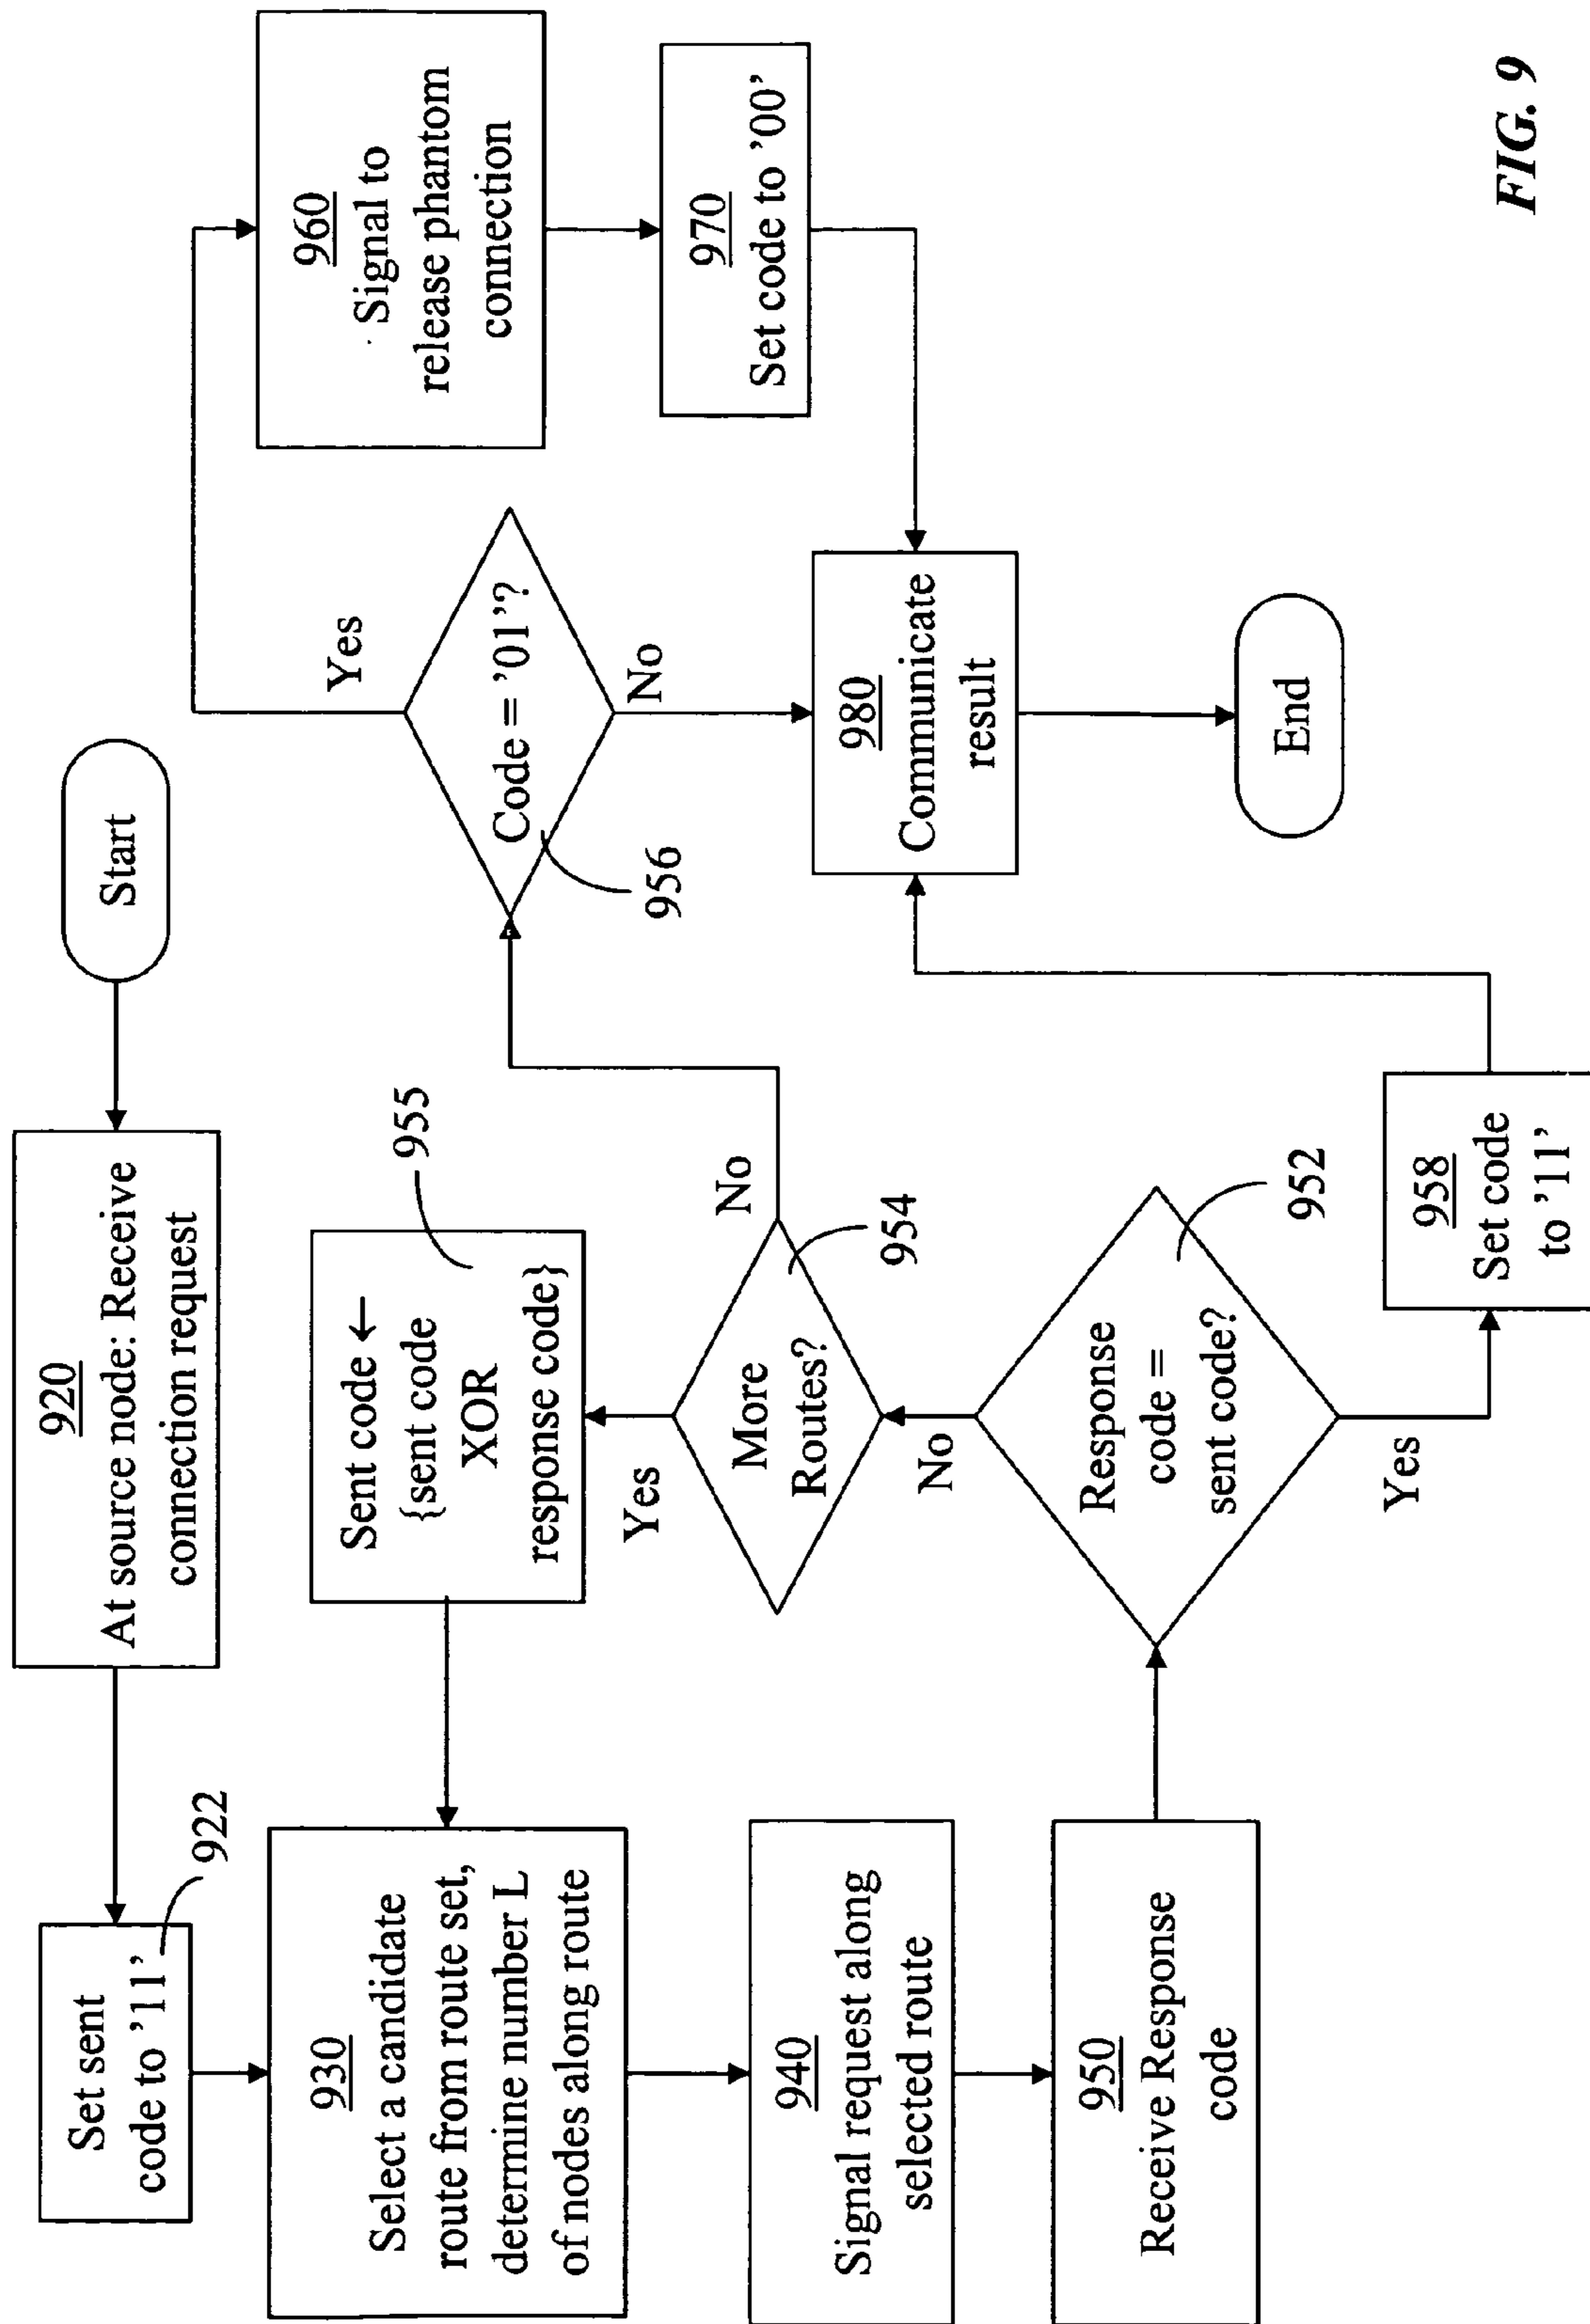 Start
920
At source node: Receive
connection request
Set sent
code to '11'
922
930
Select a candidate
route from route set,
determine number L
of nodes along route
940
Signal request along
selected route
950
Receive Response
code
Response
code =
sent code?
952
Yes
No
958
Set code
to '11'
More
Routes?
954
Yes
No
Sent code ←
{sent code
XOR
response code}
955
Code = '01'?
956
Yes
No
960
Signal to
release phantom
connection
970
Set code to '00'
980
Communicate
result
End
FIG. 9